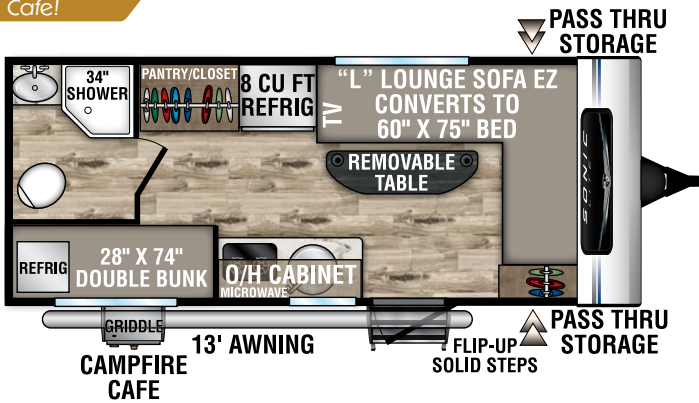 Cafe!
PASS THRU
STORAGE
34"
SHOWER
PANTRY/CLOSET
8 CU FT
REFRIG
TV
"L" LOUNGE SOFA EZ
CONVERTS TO
60" X 75" BED
REMOVABLE
TABLE
SONIC
REFRIG
28" X 74"
DOUBLE BUNK
O/H CABINET
MICROWAVE
GRIDDLE
13' AWNING
CAMPFIRE
CAFE
FLIP-UP
SOLID STEPS
PASS THRU
STORAGE